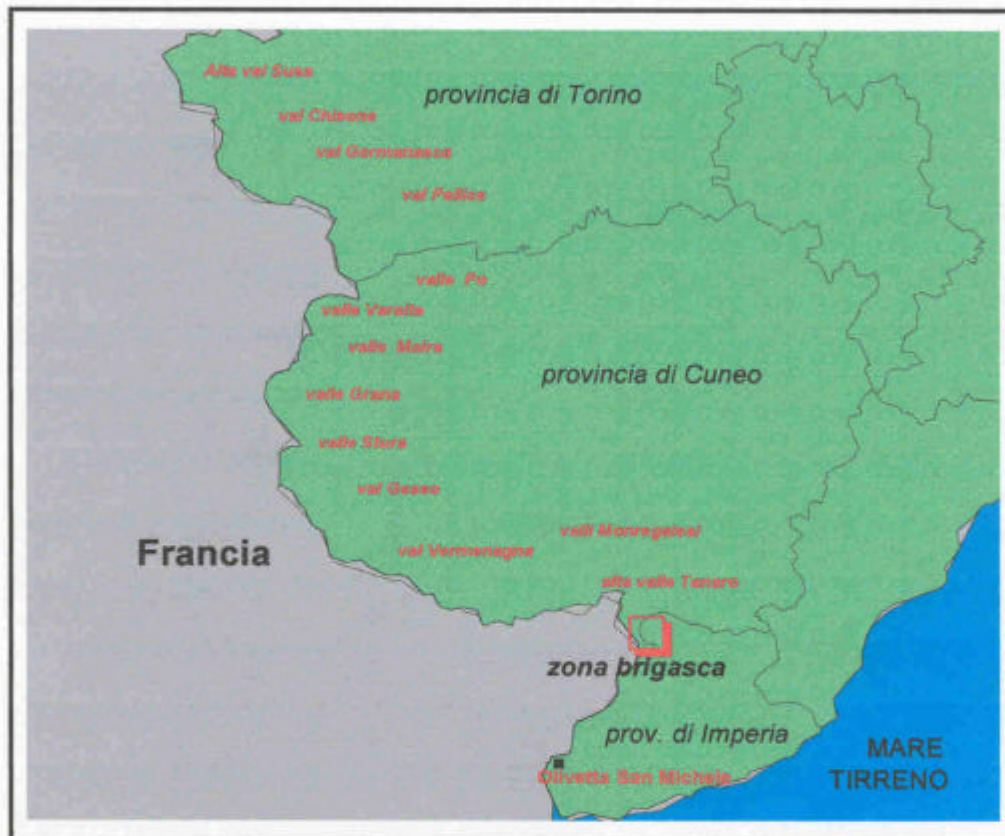 Alta val Susa
provincia di Torino
val Chisone
val Germanasca
val Pellice
valle Po
valle Varaita
valle Maira
provincia di Cuneo
valle Grana
valle Stura
val Gesso
valli Monregalesi
Francia
val Vermenagna
alta valle Tanaro
zona brigasca
prov. di Imperia
MARE
TIRRENO
Olivetta San Michele